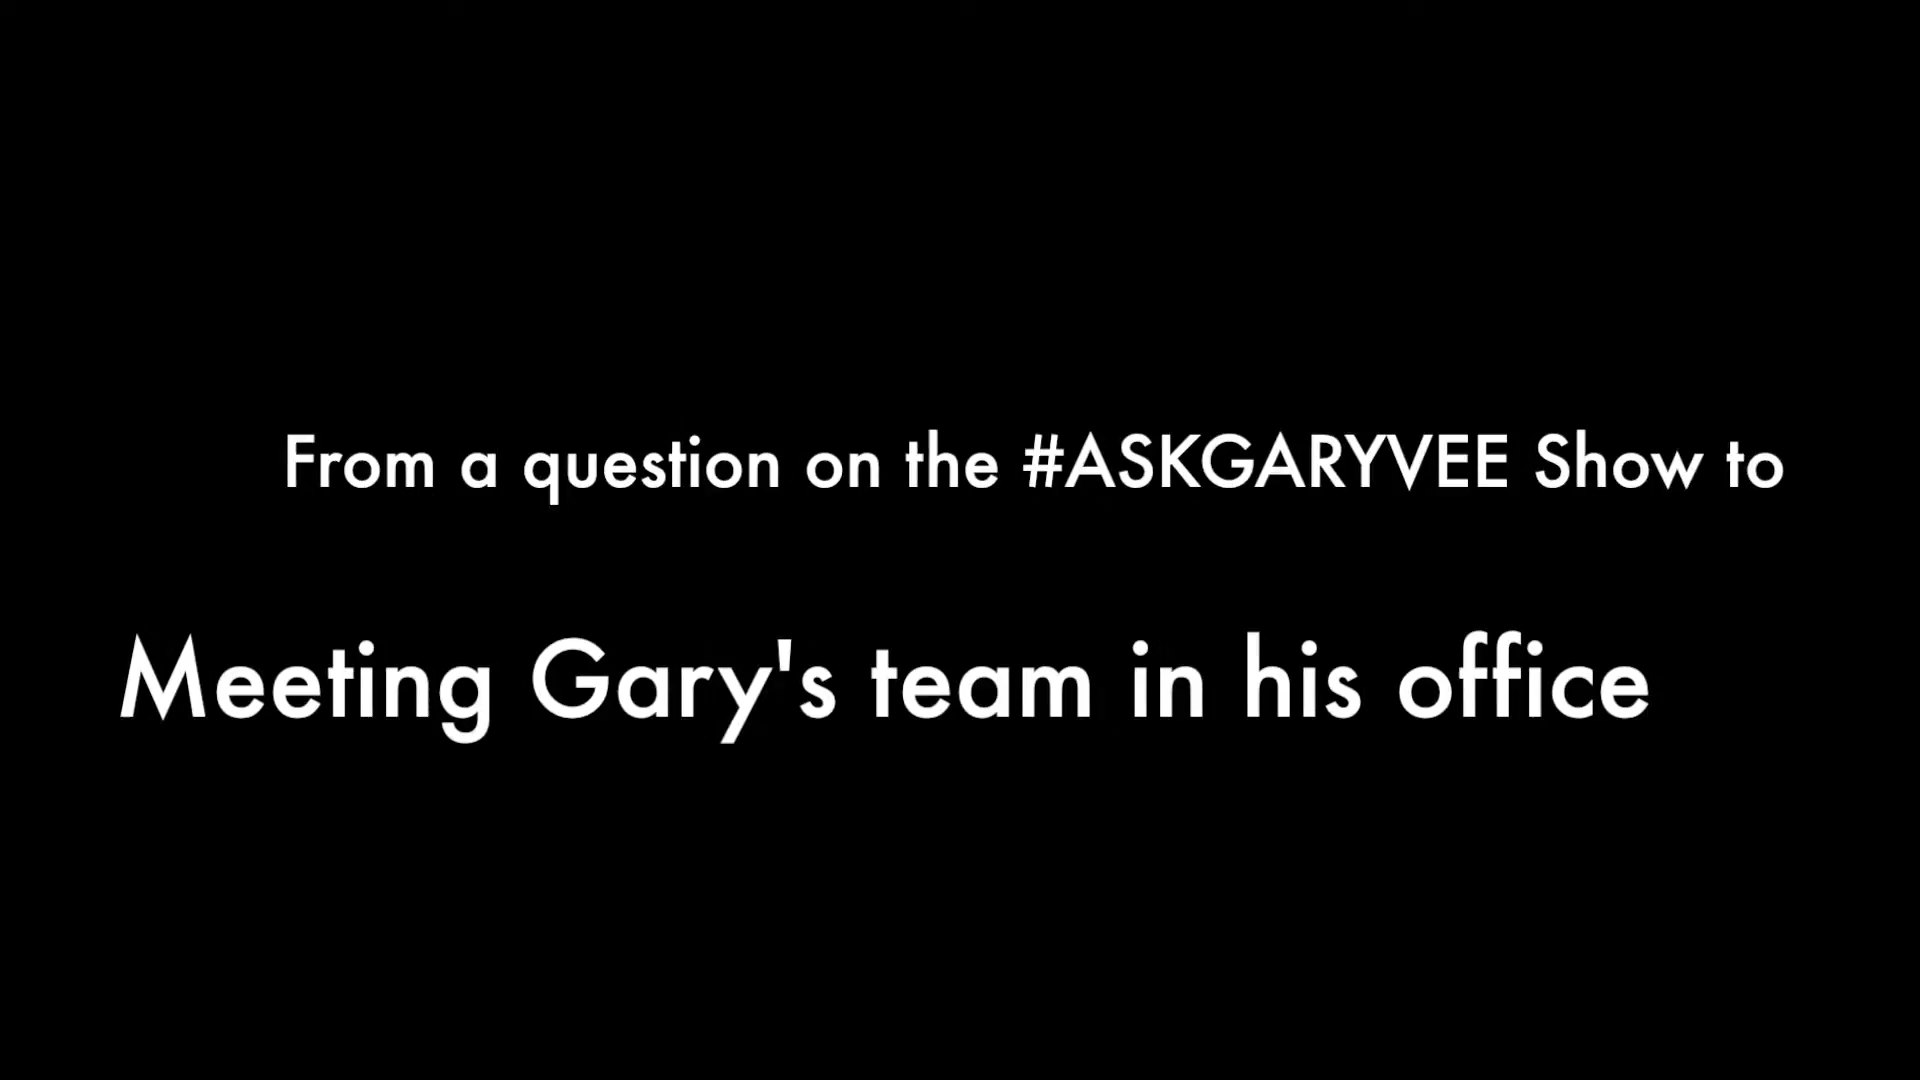 From a question on the #ASKGARYVEE Show to
Meeting Gary's team in his office